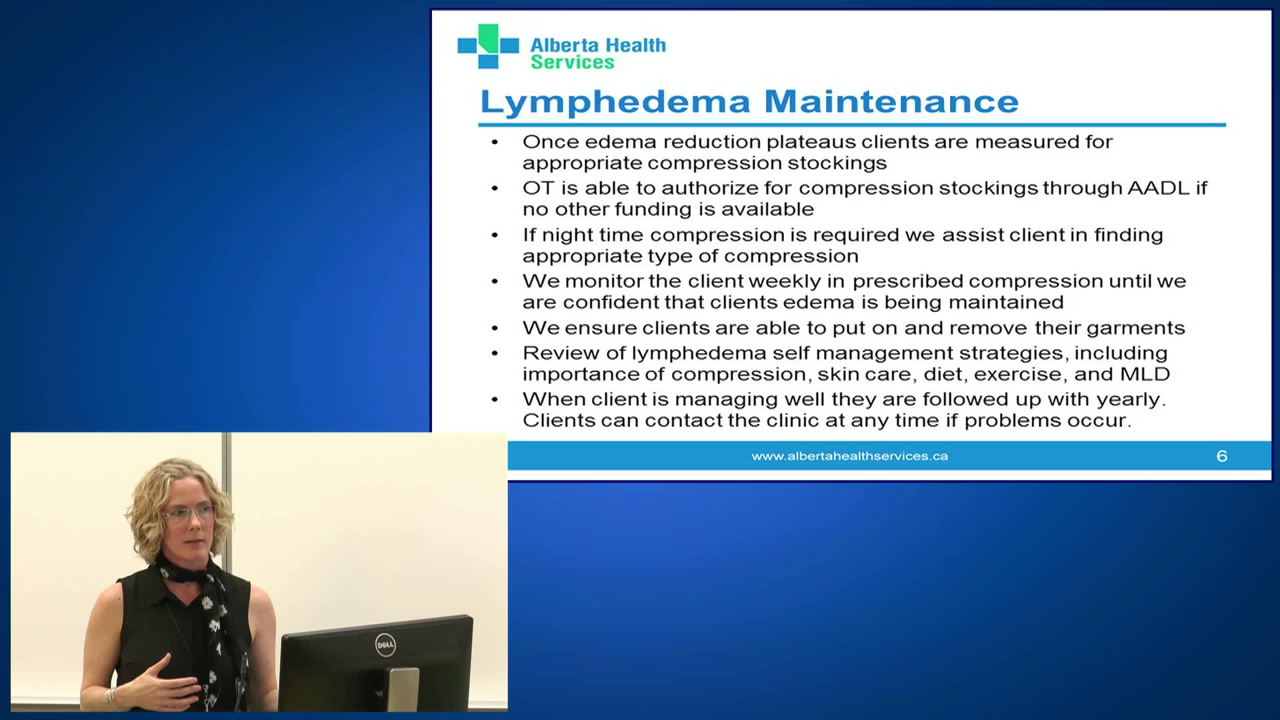 Alberta Health
Services
Lymphedema Maintenance
• Once edema reduction plateaus clients are measured for
appropriate compression stockings
• OT is able to authorize for compression stockings through AADL if
no other funding is available
• If night time compression is required we assist client in finding
appropriate type of compression
• We monitor the client weekly in prescribed compression until we
are confident that clients edema is being maintained
• We ensure clients are able to put on and remove their garments
• Review of lymphedema self management strategies, including
importance of compression, skin care, diet, exercise, and MLD
• When client is managing well they are followed up with yearly.
Clients can contact the clinic at any time if problems occur.
www.albertahealthservices.ca 6
DELL